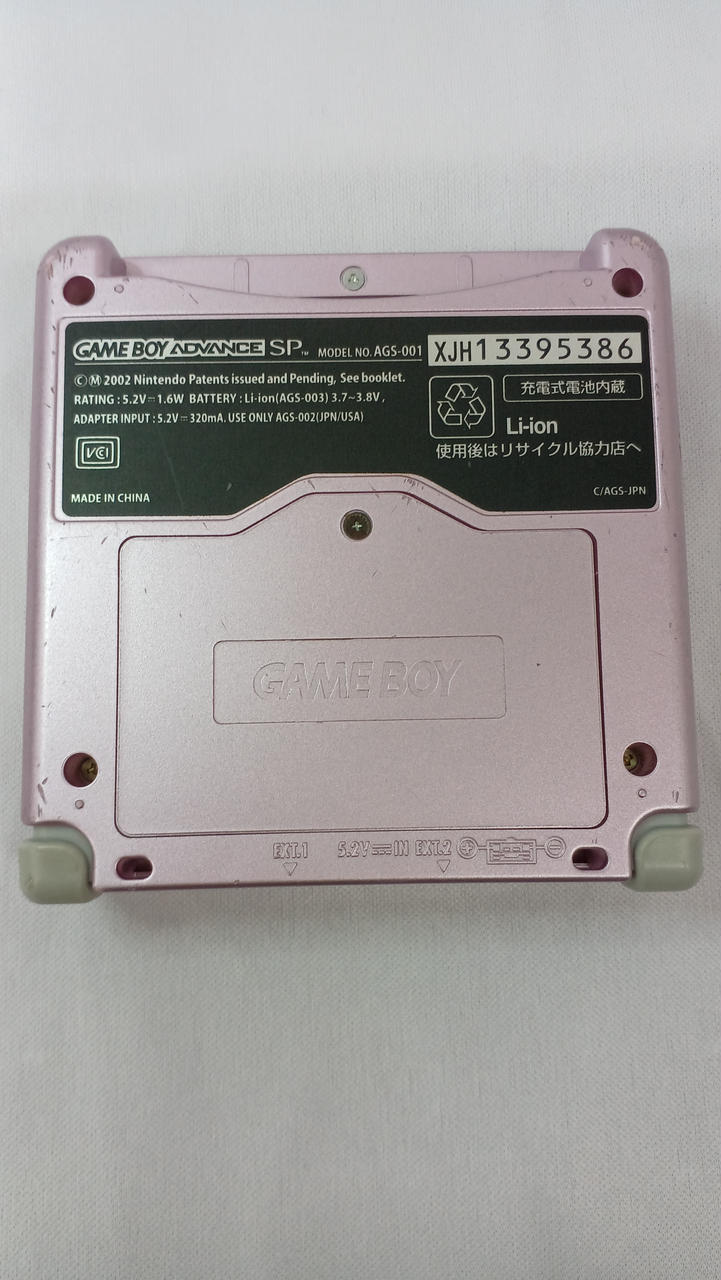 GAME BOY ADVANCE SP™ MODEL NO. AGS-001 XJH13395386
Ⓒ Ⓜ 2002 Nintendo Patents issued and Pending, See booklet.
RATING : 5.2V⎓1.6W BATTERY : Li-ion(AGS-003) 3.7~3.8V ,
ADAPTER INPUT : 5.2V⎓320mA. USE ONLY AGS-002(JPN/USA)
VCI
MADE IN CHINA
充電式電池内蔵
Li-ion
使用後はリサイクル協力店へ
C/AGS-JPN
GAME BOY
EXT.1 5.2V⎓IN EXT.2